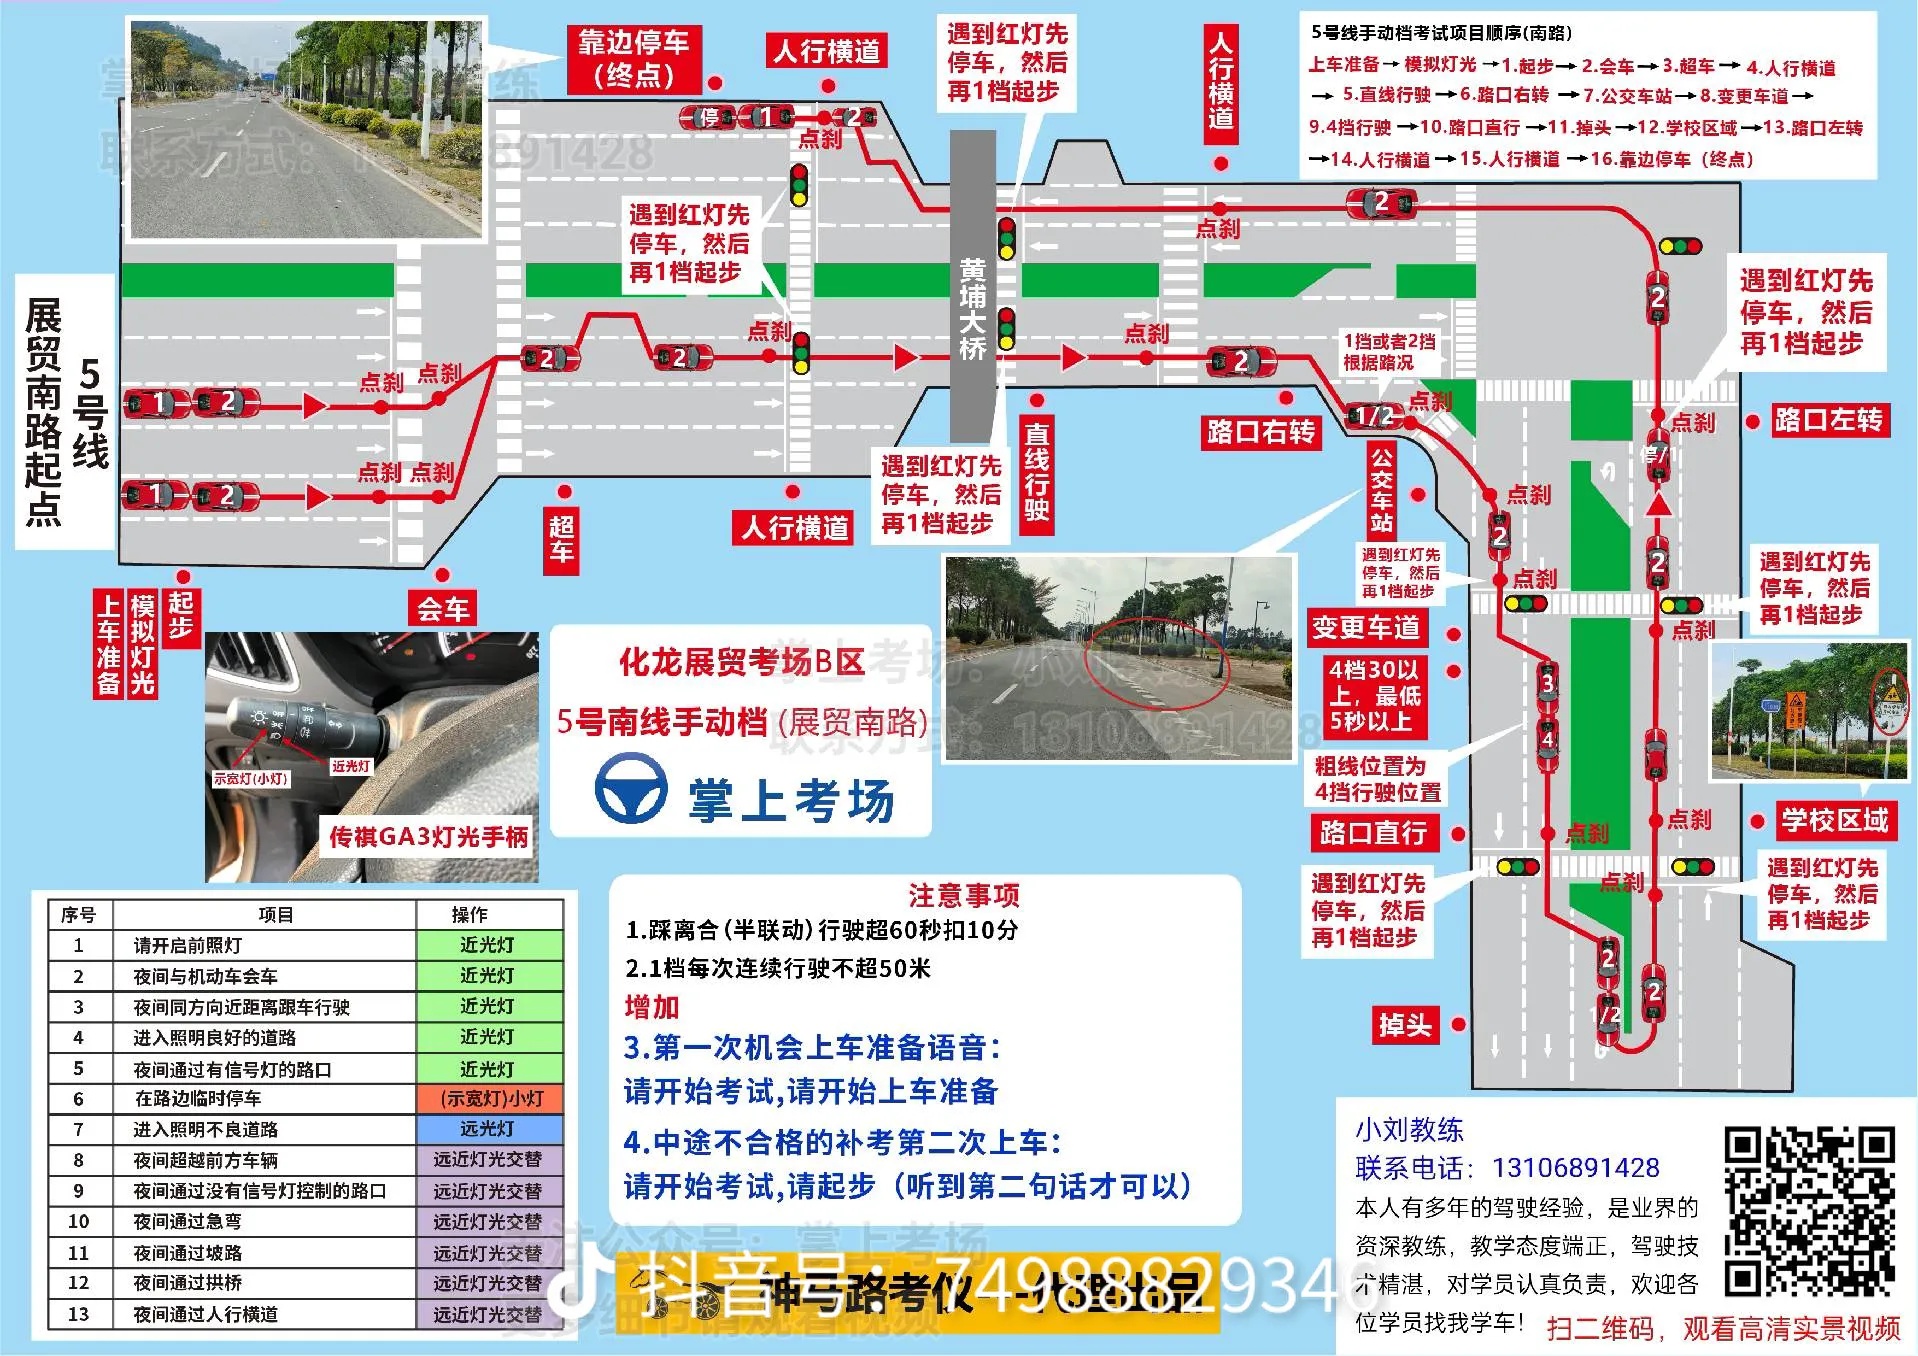 5号线手动档考试项目顺序(南路)
上车准备→模拟灯光→1.起步→2.会车→3.超车→4.人行横道
→5.直线行驶→6.路口右转→7.公交车站→8.变更车道→
9.4挡行驶→10.路口直行→11.掉头→12.学校区域→13.路口左转
→14.人行横道→15.人行横道→16.靠边停车（终点）
靠边停车
（终点）
人行横道
遇到红灯先
停车，然后
再1档起步
人行横道
停
1
2
点刹
2
点刹
遇到红灯先
停车，然后
再1档起步
黄埔大桥
2
遇到红灯先
停车，然后
再1档起步
展贸南路起点
5号线
1
2
点刹
点刹
2
2
点刹
点刹
2
1挡或者2挡
根据路况
1/2
点刹
点刹
停/1
路口左转
1
2
点刹
点刹
遇到红灯先
停车，然后
再1档起步
直线行驶
路口右转
公交车站
点刹
2
超车
人行横道
遇到红灯先
停车，然后
再1档起步
点刹
2
遇到红灯先
停车，然后
再1档起步
上车准备
模拟灯光
起步
会车
变更车道
点刹
4档30以
上，最低
5秒以上
3
4
粗线位置为
4挡行驶位置
路口直行
点刹
点刹
学校区域
遇到红灯先
停车，然后
再1档起步
点刹
遇到红灯先
停车，然后
再1档起步
2
1/2
2
掉头
示宽灯(小灯)
近光灯
传祺GA3灯光手柄
化龙展贸考场B区
5号南线手动档(展贸南路)
掌上考场
序号 项目 操作
1 请开启前照灯 近光灯
2 夜间与机动车会车 近光灯
3 夜间同方向近距离跟车行驶 近光灯
4 进入照明良好的道路 近光灯
5 夜间通过有信号灯的路口 近光灯
6 在路边临时停车 (示宽灯)小灯
7 进入照明不良道路 远光灯
8 夜间超越前方车辆 远近灯光交替
9 夜间通过没有信号灯控制的路口 远近灯光交替
10 夜间通过急弯 远近灯光交替
11 夜间通过坡路 远近灯光交替
12 夜间通过拱桥 远近灯光交替
13 夜间通过人行横道 远近灯光交替
注意事项
1.踩离合(半联动)行驶超60秒扣10分
2.1档每次连续行驶不超50米
增加
3.第一次机会上车准备语音：
请开始考试,请开始上车准备
4.中途不合格的补考第二次上车：
请开始考试,请起步（听到第二句话才可以）
抖音号：74988829346
小刘教练
联系电话：13106891428
本人有多年的驾驶经验，是业界的
资深教练，教学态度端正，驾驶技
术精湛，对学员认真负责，欢迎各
位学员找我学车！
扫二维码，观看高清实景视频